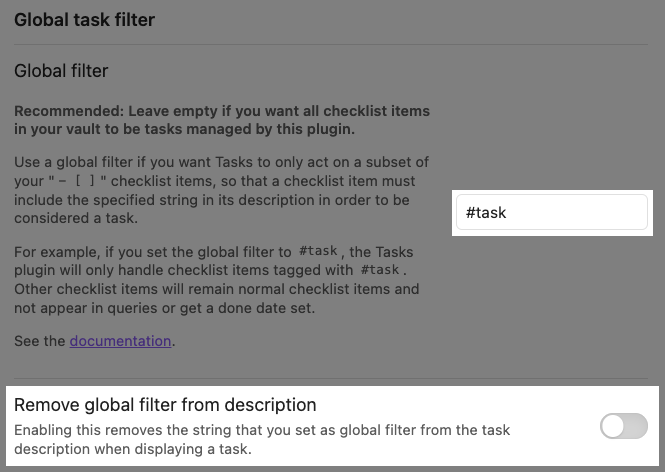 Global task filter
Global filter
Recommended: Leave empty if you want all checklist items
in your vault to be tasks managed by this plugin.
Use a global filter if you want Tasks to only act on a subset of
your "- [ ]" checklist items, so that a checklist item must
include the specified string in its description in order to be
considered a task.
#task
For example, if you set the global filter to #task, the Tasks
plugin will only handle checklist items tagged with #task.
Other checklist items will remain normal checklist items and
not appear in queries or get a done date set.
See the documentation.
Remove global filter from description
Enabling this removes the string that you set as global filter from the task
description when displaying a task.